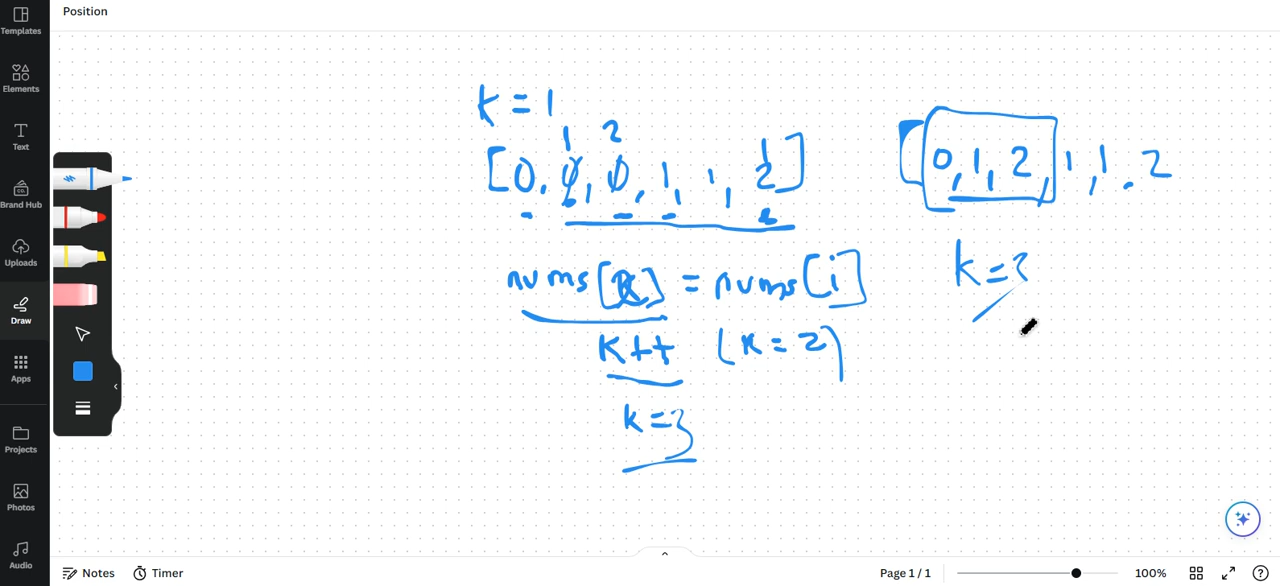 Position
Templates
Elements
Text
Brand Hub
Uploads
Draw
Apps
Projects
Photos
Audio
k = 1
1 2
[0, 0, 0, 1, 1, 2]
nums[k] = nums[i]
k++ (k = 2)
k = 3
0, 1, 2, 1, 1, 2
k = 3
Notes
Timer
Page 1 / 1
100%